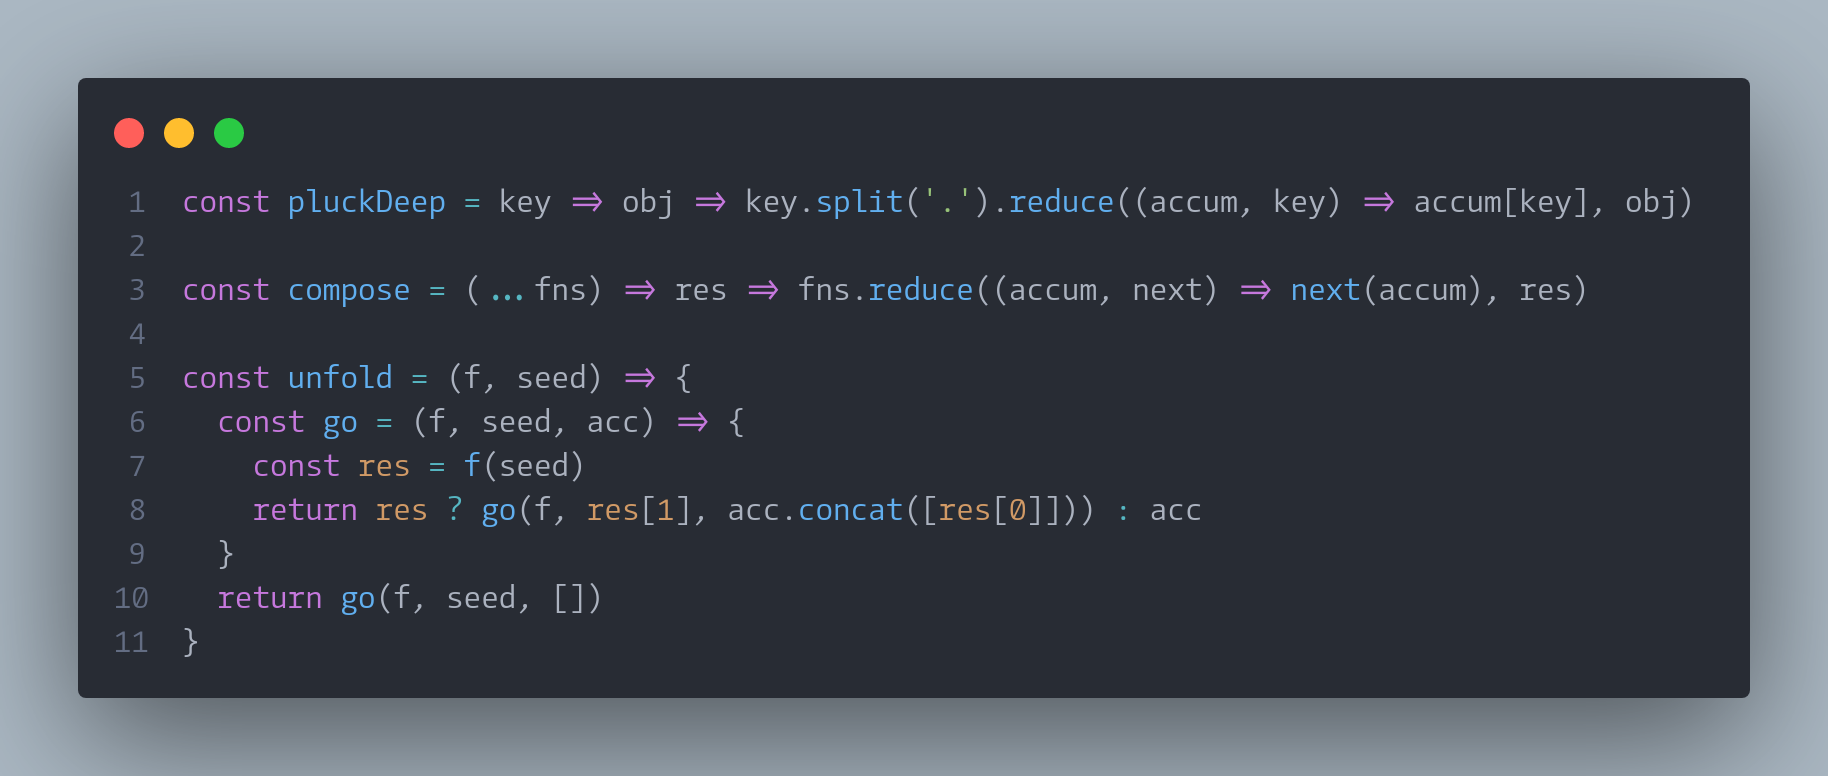 1 const pluckDeep = key => obj => key.split('.').reduce((accum, key) => accum[key], obj)
2
3 const compose = (...fns) => res => fns.reduce((accum, next) => next(accum), res)
4
5 const unfold = (f, seed) => {
6   const go = (f, seed, acc) => {
7     const res = f(seed)
8     return res ? go(f, res[1], acc.concat([res[0]])) : acc
9   }
10   return go(f, seed, [])
11 }